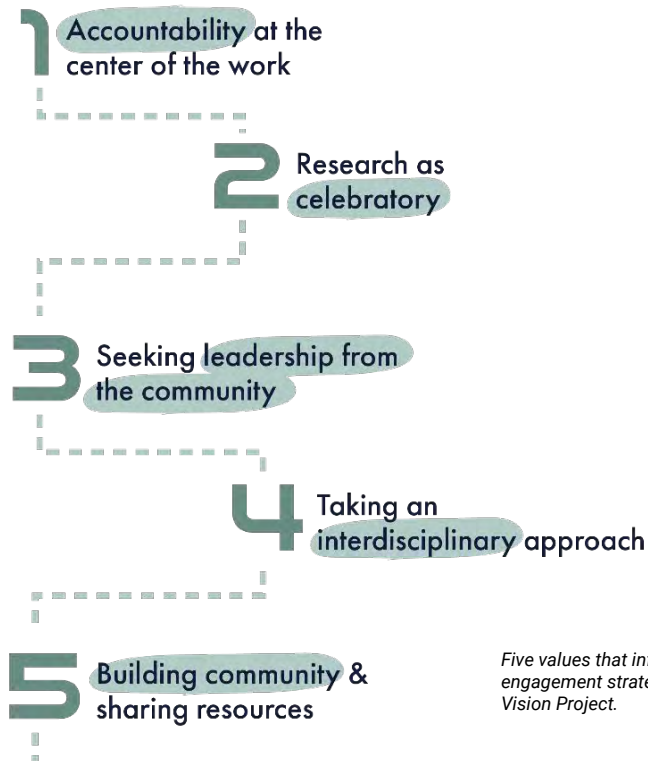 1 Accountability at the
center of the work
2 Research as
celebratory
3 Seeking leadership from
the community
4 Taking an
interdisciplinary approach
5 Building community &
sharing resources
Five values that
engagement
Vision Project.